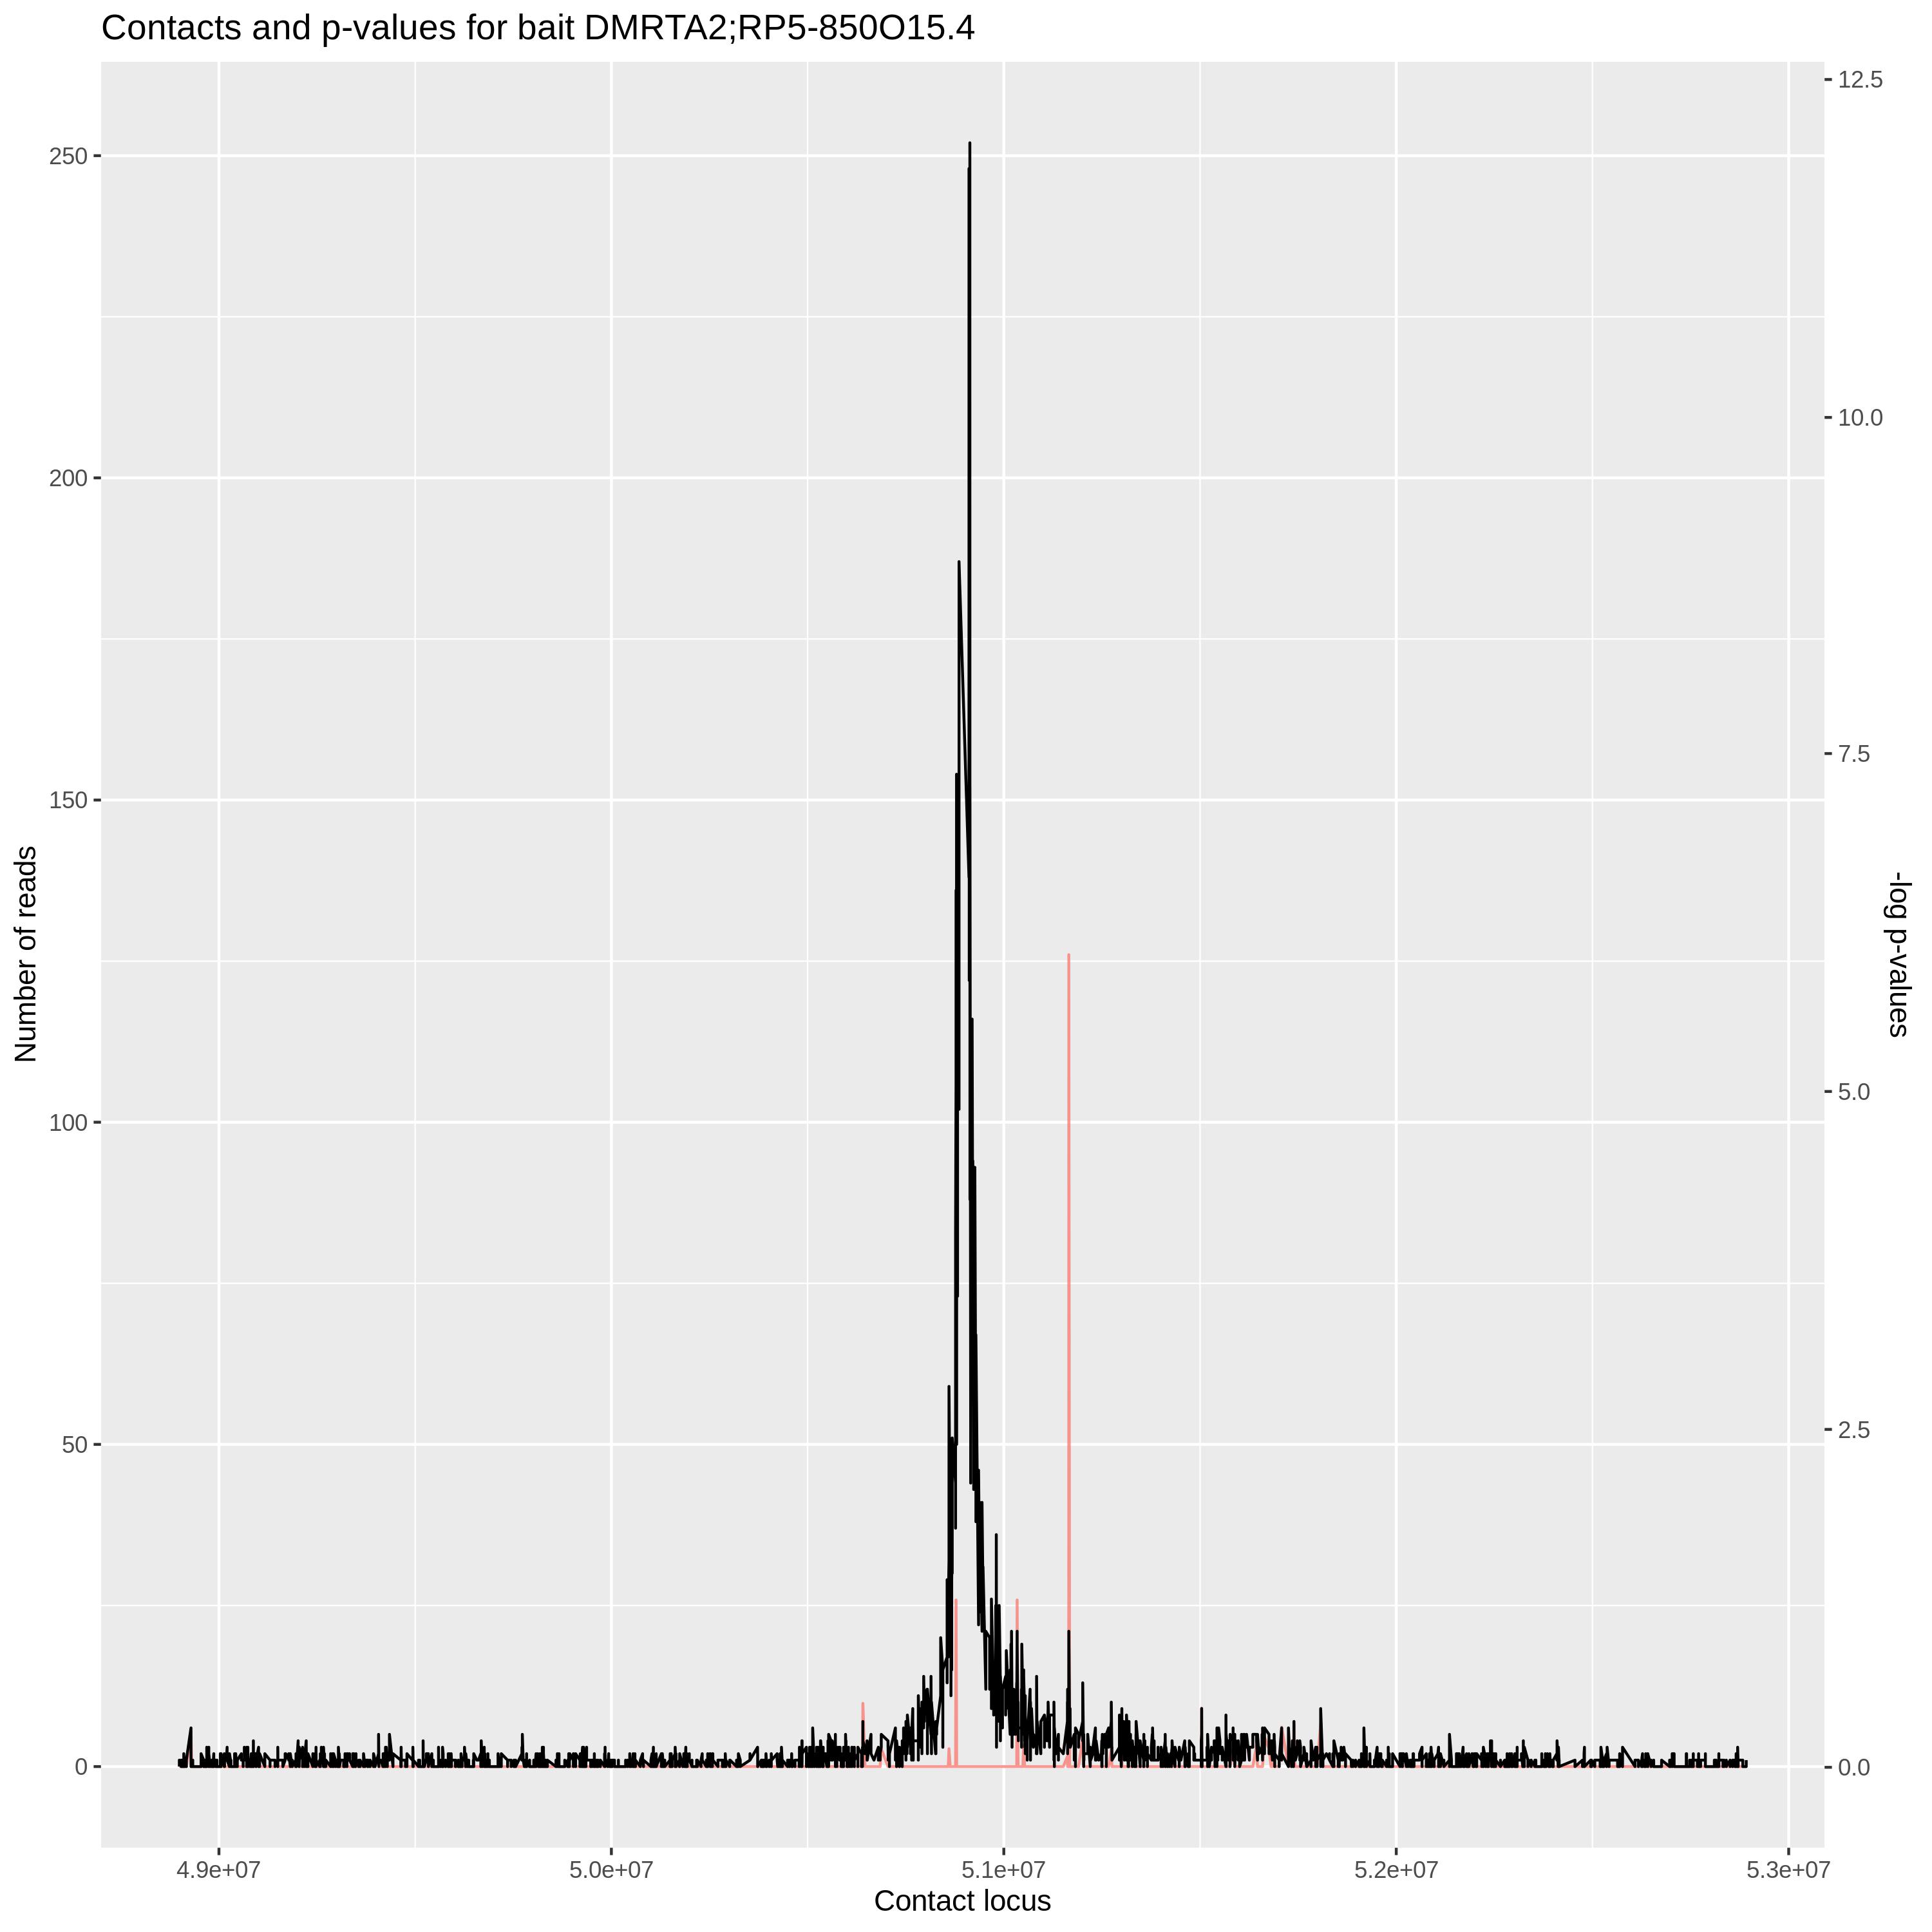 Contacts and p-values for bait DMRTA2;RP5-850O15.4
Number of reads
250
200
150
100
50
0
12.5
10.0
7.5
5.0
2.5
0.0
-log p-values
4.9e+07
5.0e+07
5.1e+07
5.2e+07
5.3e+07
Contact locus